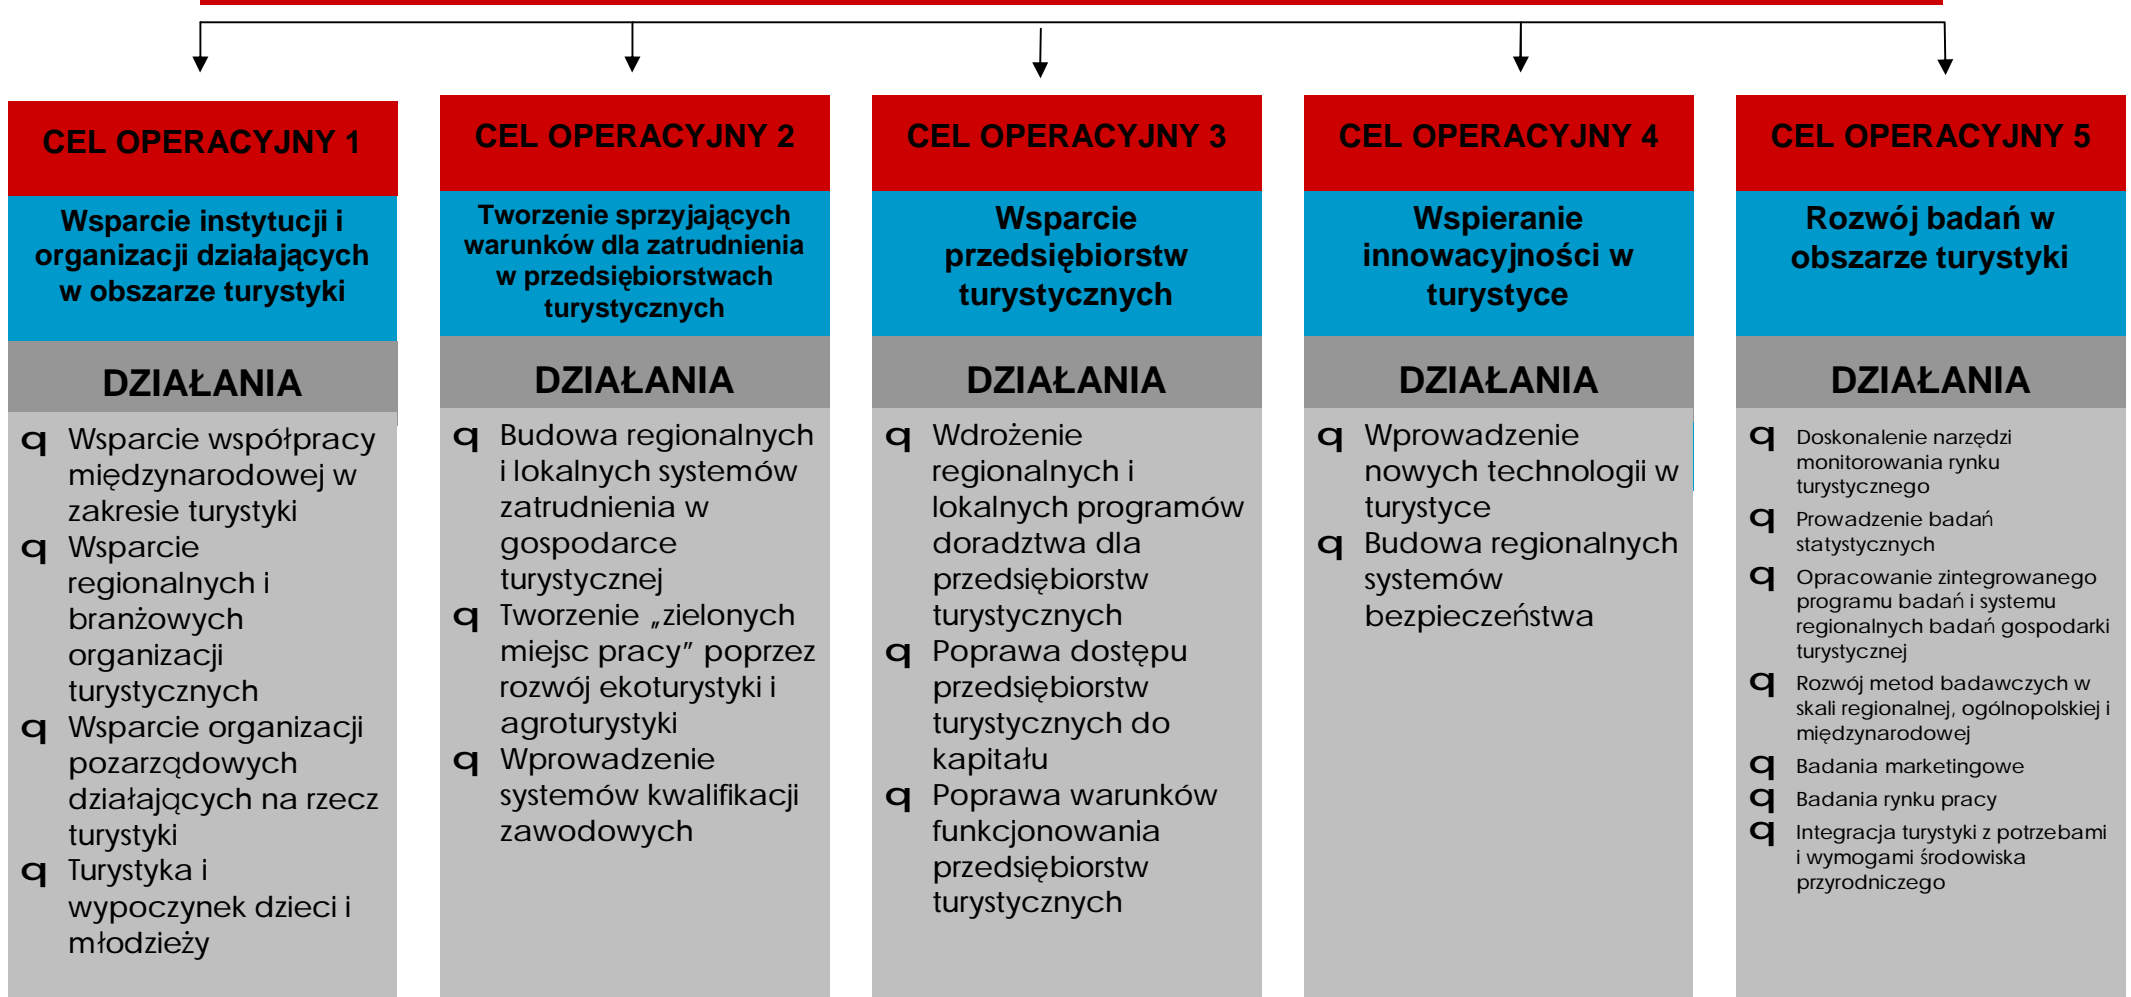 CEL OPERACYJNY 1
Wsparcie instytucji i
organizacji działających
w obszarze turystyki
DZIAŁANIA
q Wsparcie współpracy
międzynarodowej w
zakresie turystyki
q Wsparcie
regionalnych i
branżowych
organizacji
turystycznych
q Wsparcie organizacji
pozarządowych
działających na rzecz
turystyki
q Turystyka i
wypoczynek dzieci i
młodzieży
CEL OPERACYJNY 2
Tworzenie sprzyjających
warunków dla zatrudnienia
w przedsiębiorstwach
turystycznych
DZIAŁANIA
q Budowa regionalnych
i lokalnych systemów
zatrudnienia w
gospodarce
turystycznej
q Tworzenie „zielonych
miejsc pracy” poprzez
rozwój ekoturystyki i
agroturystyki
q Wprowadzenie
systemów kwalifikacji
zawodowych
CEL OPERACYJNY 3
Wsparcie
przedsiębiorstw
turystycznych
DZIAŁANIA
q Wdrożenie
regionalnych i
lokalnych programów
doradztwa dla
przedsiębiorstw
turystycznych
q Poprawa dostępu
przedsiębiorstw
turystycznych do
kapitału
q Poprawa warunków
funkcjonowania
przedsiębiorstw
turystycznych
CEL OPERACYJNY 4
Wspieranie
innowacyjności w
turystyce
DZIAŁANIA
q Wprowadzenie
nowych technologii w
turystyce
q Budowa regionalnych
systemów
bezpieczeństwa
CEL OPERACYJNY 5
Rozwój badań w
obszarze turystyki
DZIAŁANIA
q Doskonalenie narzędzi
monitorowania rynku
turystycznego
q Prowadzenie badań
statystycznych
q Opracowanie zintegrowanego
programu badań i systemu
regionalnych badań gospodarki
turystycznej
q Rozwój metod badawczych w
skali regionalnej, ogólnopolskiej i
międzynarodowej
q Badania marketingowe
q Badania rynku pracy
q Integracja turystyki z potrzebami
i wymogami środowiska
przyrodniczego